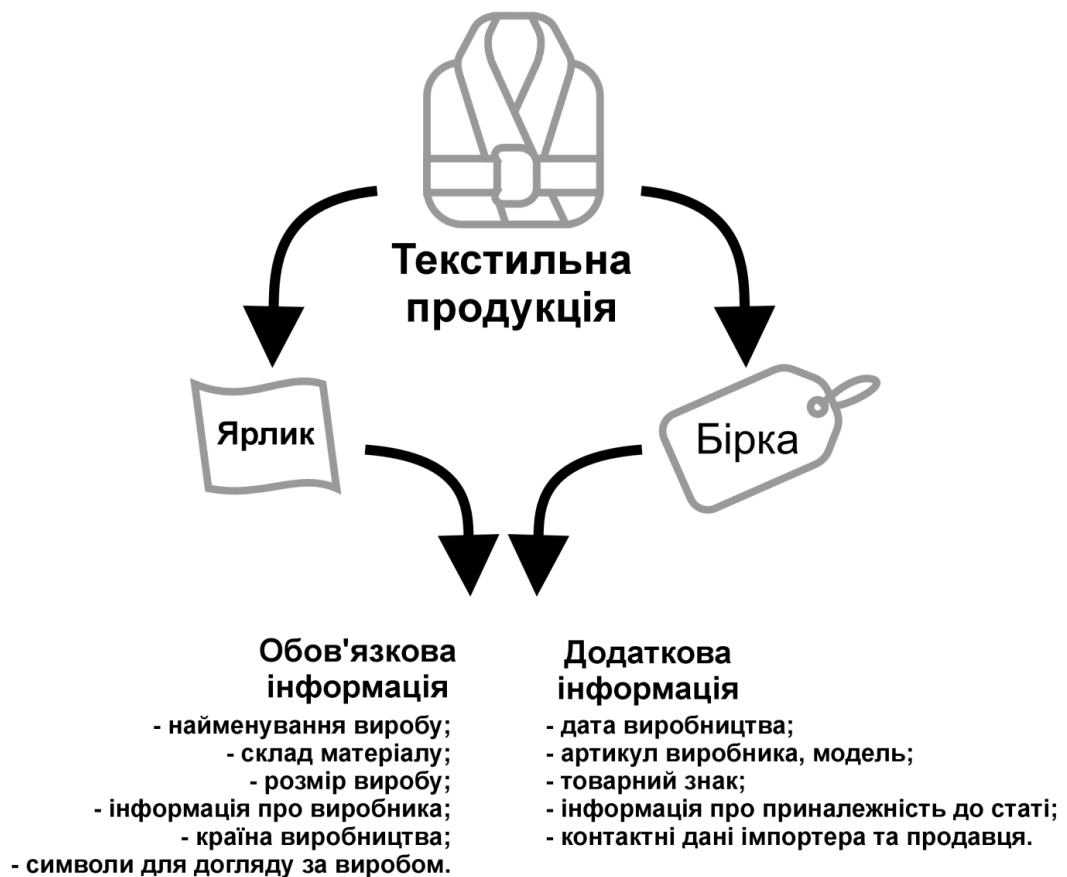 Текстильна
продукція
Ярлик
Бірка
Обов'язкова
інформація
- найменування виробу;
- склад матеріалу;
- розмір виробу;
- інформація про виробника;
- країна виробництва;
- символи для догляду за виробом.
Додаткова
інформація
- дата виробництва;
- артикул виробника, модель;
- товарний знак;
- інформація про приналежність до статі;
- контактні дані імпортера та продавця.